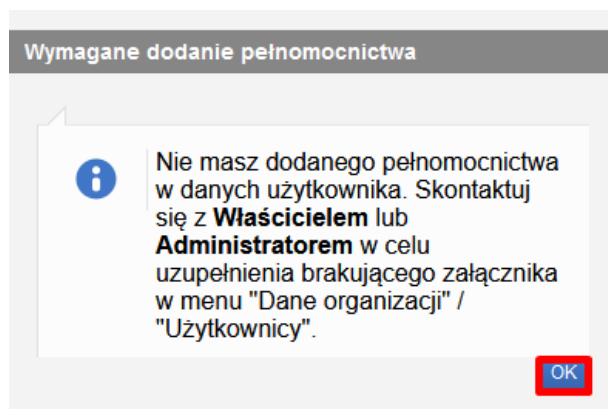 Wymagane dodanie pełnomocnictwa
Nie masz dodanego pełnomocnictwa
w danych użytkownika. Skontaktuj
się z Właścicielem lub
Administratorem w celu
uzupełnienia brakującego załącznika
w menu "Dane organizacji" /
"Użytkownicy".
OK